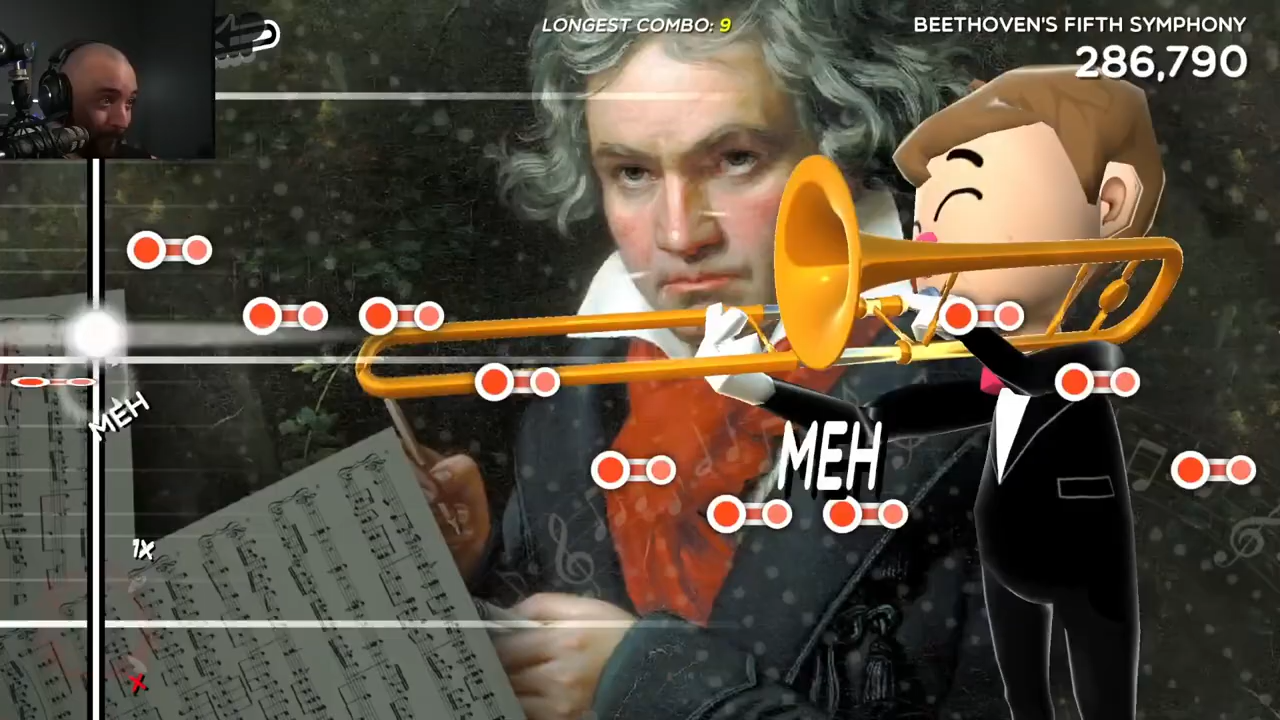 LONGEST COMBO: 9
BEETHOVEN'S FIFTH SYMPHONY
286,790
MEH
MEH
1x
x